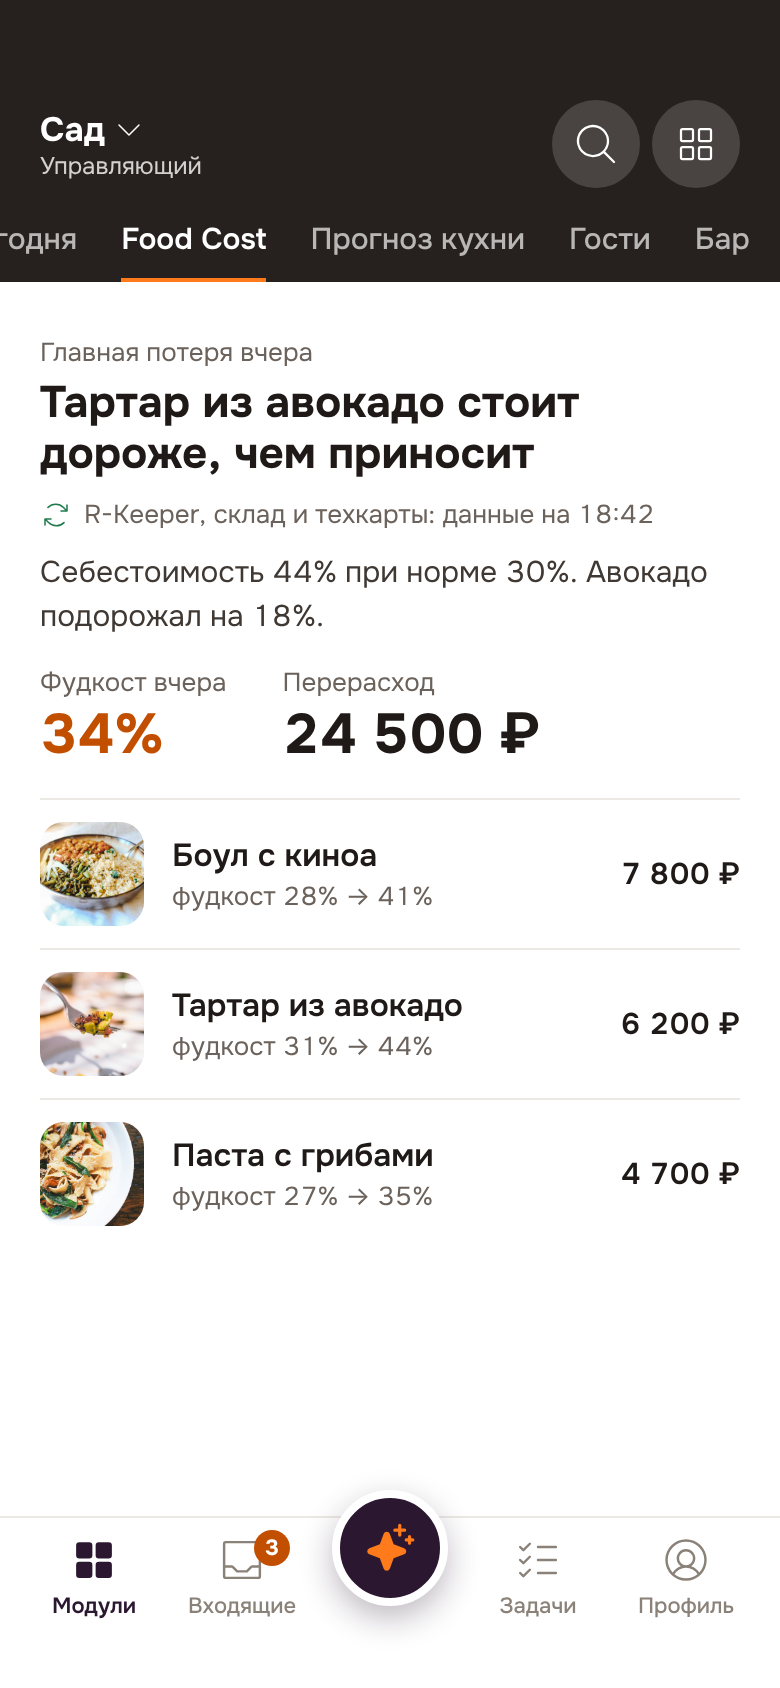 Сад
Управляющий
годня Food Cost Прогноз кухни Гости Бар
Главная потеря вчера
Тартар из авокадо стоит
дороже, чем приносит
R-Keeper, склад и техкарты: данные на 18:42
Себестоимость 44% при норме 30%. Авокадо
подорожал на 18%.
Фудкост вчера Перерасход
34% 24 500 ₽
Боул с киноа
фудкост 28% → 41%
7 800 ₽
Тартар из авокадо
фудкост 31% → 44%
6 200 ₽
Паста с грибами
фудкост 27% → 35%
4 700 ₽
3
Модули Входящие Задачи Профиль